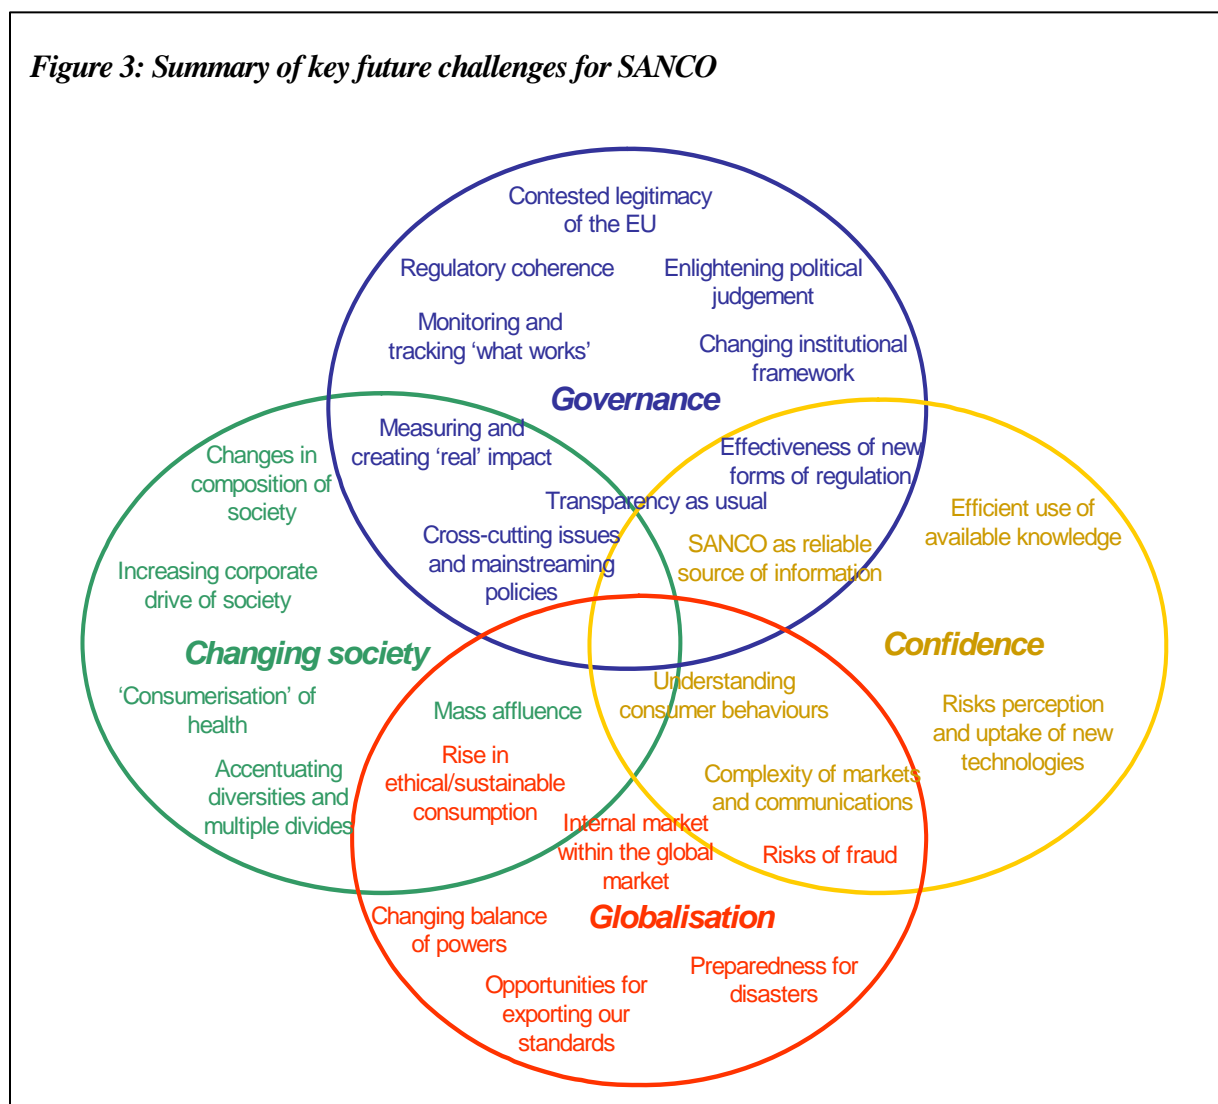 Figure 3: Summary of key future challenges for SANCO
Contested legitimacy
of the EU
Regulatory coherence
Enlightening political
judgement
Monitoring and
tracking ‘what works’
Changing institutional
framework
Governance
Measuring and
creating ‘real’ impact
Effectiveness of new
forms of regulation
Transparency as usual
Cross-cutting issues
and mainstreaming
policies
SANCO as reliable
source of information
Changes in
composition of
society
Increasing corporate
drive of society
Changing society
‘Consumerisation’ of
health
Accentuating
diversities and
multiple divides
Efficient use of
available knowledge
Confidence
Risks perception
and uptake of new
technologies
Mass affluence
Rise in
ethical/sustainable
consumption
Understanding
consumer behaviours
Complexity of markets
and communications
Internal market
within the global
market
Risks of fraud
Globalisation
Changing balance
of powers
Preparedness for
disasters
Opportunities for
exporting our
standards